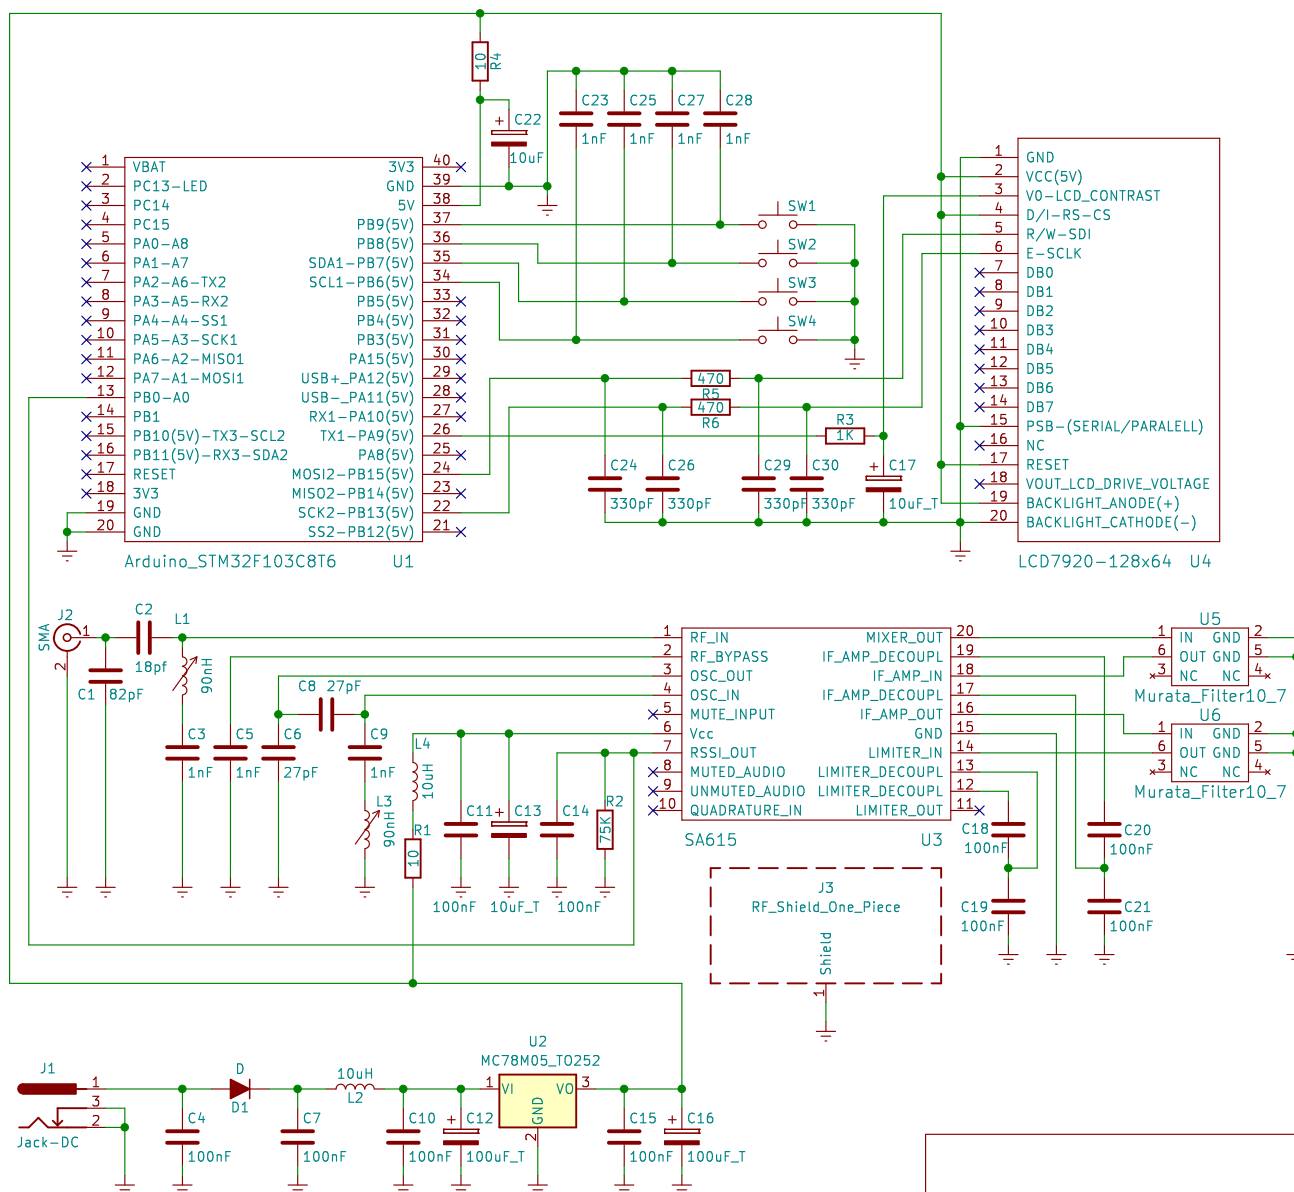 10
R4
+
C22
10uF
C23
1nF
C25
1nF
C27
1nF
C28
1nF
1 VBAT
2 PC13-LED
3 PC14
4 PC15
5 PA0-A8
6 PA1-A7
7 PA2-A6-TX2
8 PA3-A5-RX2
9 PA4-A4-SS1
10 PA5-A3-SCK1
11 PA6-A2-MISO1
12 PA7-A1-MOSI1
13 PB0-A0
14 PB1
15 PB10(5V)-TX3-SCL2
16 PB11(5V)-RX3-SDA2
17 RESET
18 3V3
19 GND
20 GND
3V3 40
GND 39
5V 38
PB9(5V) 37
PB8(5V) 36
SDA1-PB7(5V) 35
SCL1-PB6(5V) 34
PB5(5V) 33
PB4(5V) 32
PB3(5V) 31
PA15(5V) 30
USB+_PA12(5V) 29
USB-_PA11(5V) 28
RX1-PA10(5V) 27
TX1-PA9(5V) 26
PA8(5V) 25
MOSI2-PB15(5V) 24
MISO2-PB14(5V) 23
SCK2-PB13(5V) 22
SS2-PB12(5V) 21
Arduino_STM32F103C8T6 U1
SW1
SW2
SW3
SW4
470
R5
470
R6
R3
1K
C24
330pF
C26
330pF
C29
330pF
C30
330pF
+
C17
10uF_T
1 GND
2 VCC(5V)
3 V0-LCD_CONTRAST
4 D/I-RS-CS
5 R/W-SDI
6 E-SCLK
7 DB0
8 DB1
9 DB2
10 DB3
11 DB4
12 DB5
13 DB6
14 DB7
15 PSB-(SERIAL/PARALELL)
16 NC
17 RESET
18 VOUT_LCD_DRIVE_VOLTAGE
19 BACKLIGHT_ANODE(+)
20 BACKLIGHT_CATHODE(-)
LCD7920-128x64 U4
J2
SMA
1
2
C2
18pf
L1
90nH
C1 82pF
C3
1nF
C5
1nF
C6
27pF
C8 27pF
C9
1nF
L3
90nH
L4
10uH
R1
10
C11
100nF
+
C13
10uF_T
C14
100nF
R2
75K
1 RF_IN
2 RF_BYPASS
3 OSC_OUT
4 OSC_IN
5 MUTE_INPUT
6 Vcc
7 RSSI_OUT
8 MUTED_AUDIO
9 UNMUTED_AUDIO
10 QUADRATURE_IN
MIXER_OUT 20
IF_AMP_DECOUPL 19
IF_AMP_IN 18
IF_AMP_DECOUPL 17
IF_AMP_OUT 16
GND 15
LIMITER_IN 14
LIMITER_DECOUPL 13
LIMITER_DECOUPL 12
LIMITER_OUT 11
SA615 U3
U5
1 IN GND 2
6 OUT GND 5
3 NC NC 4
Murata_Filter10_7
U6
1 IN GND 2
6 OUT GND 5
3 NC NC 4
Murata_Filter10_7
C18
100nF
C19
100nF
C20
100nF
C21
100nF
J3
RF_Shield_One_Piece
Shield
1
J1
1
3
2
Jack-DC
C4
100nF
D
D1
C7
100nF
10uH
L2
C10
100nF
+
C12
100uF_T
U2
MC78M05_TO252
1 VI VO 3
GND
2
C15
100nF
+
C16
100uF_T